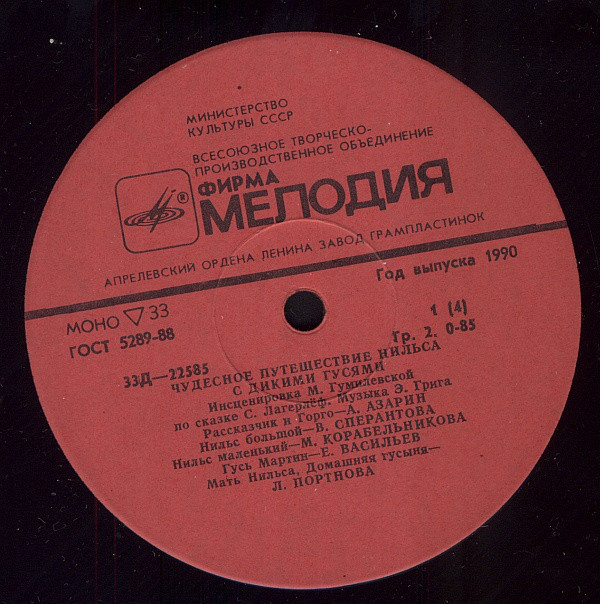 МИНИСТЕРСТВО
КУЛЬТУРЫ СССР
ВСЕСОЮЗНОЕ ТВОРЧЕСКО-
ПРОИЗВОДСТВЕННОЕ ОБЪЕДИНЕНИЕ
ФИРМА
МЕЛОДИЯ
®
АПРЕЛЕВСКИЙ ОРДЕНА ЛЕНИНА ЗАВОД ГРАМПЛАСТИНОК
Год выпуска 1990
МОНО ▽ 33
ГОСТ 5289-88
1 (4)
Гр. 2. 0-85
33Д—22585
ЧУДЕСНОЕ ПУТЕШЕСТВИЕ НИЛЬСА
С ДИКИМИ ГУСЯМИ
Инсценировка М. Гумилевской
по сказке С. Лагерлёф. Музыка Э. Грига
Рассказчик и Горго—А. АЗАРИН
Нильс большой—В. СПЕРАНТОВА
Нильс маленький—М. КОРАБЕЛЬНИКОВА
Гусь Мартин—Е. ВАСИЛЬЕВ
Мать Нильса, Домашняя гусыня—
Л. ПОРТНОВА